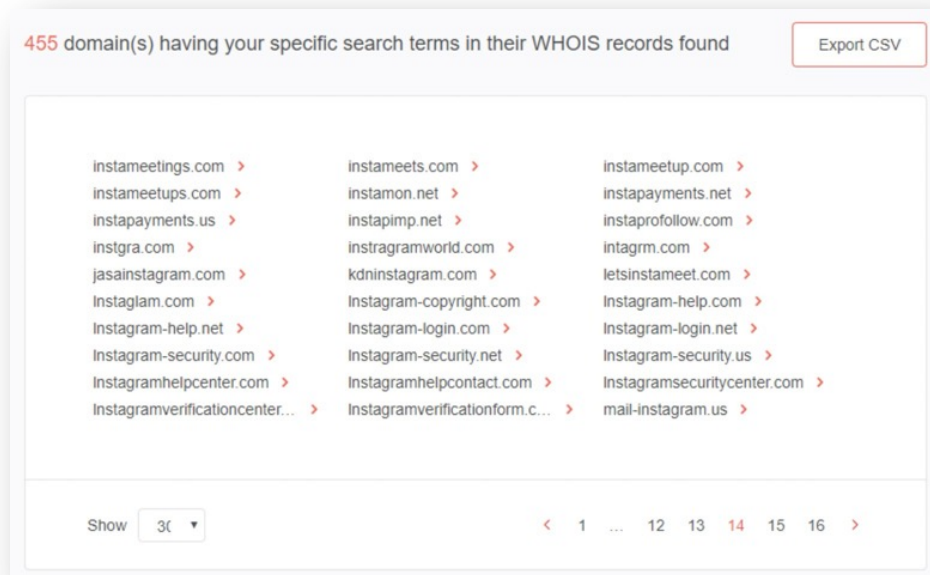 455 domain(s) having your specific search terms in their WHOIS records found Export CSV
instameetings.com > instameets.com > instameetup.com >
instameetups.com > instamon.net > instapayments.net >
instapayments.us > instapimp.net > instaprofollow.com >
instgra.com > instragramworld.com > intagrm.com >
jasainstagram.com > kdninstagram.com > letsinstameet.com >
Instaglam.com > Instagram-copyright.com > Instagram-help.com >
Instagram-help.net > Instagram-login.com > Instagram-login.net >
Instagram-security.com > Instagram-security.net > Instagram-security.us >
Instagramhelpcenter.com > Instagramhelpcontact.com > Instagramsecuritycenter.com >
Instagramverificationcenter... > Instagramverificationform.c... > mail-instagram.us >
Show 30 ▼ < 1 ... 12 13 14 15 16 >